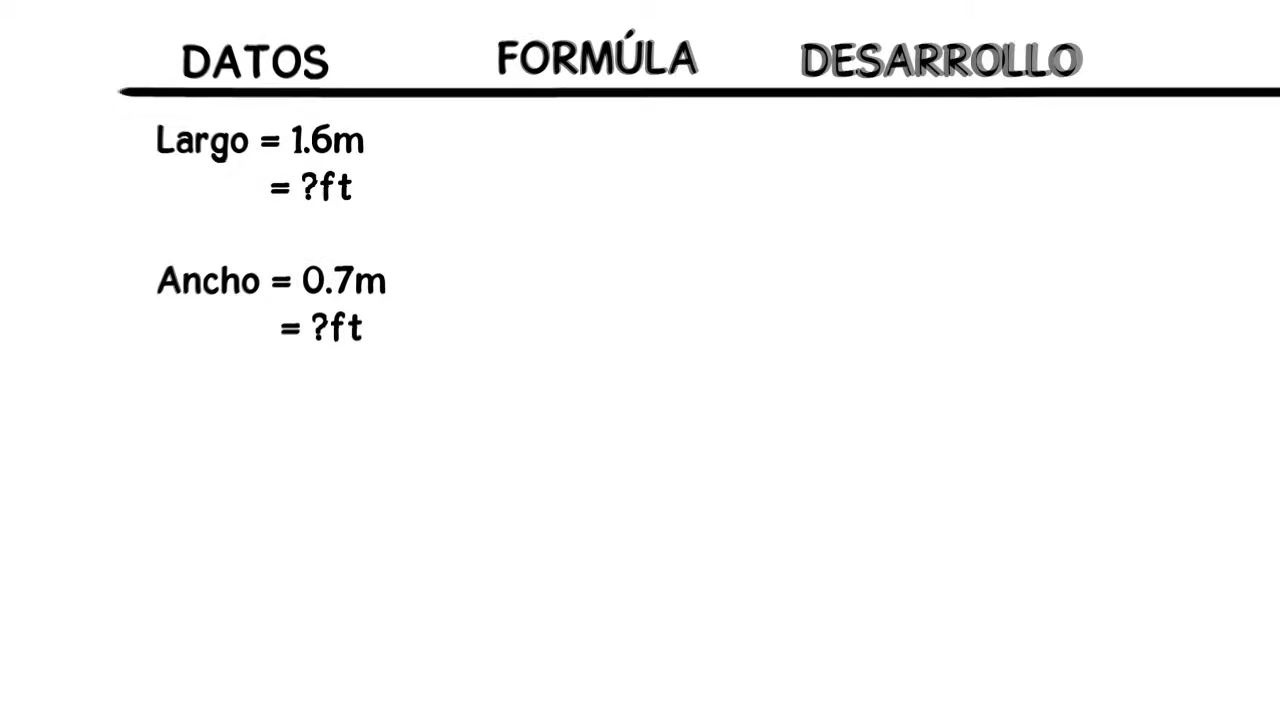 DATOS FORMÚLA DESARROLLO
Largo = 1.6m
= ?ft
Ancho = 0.7m
= ?ft